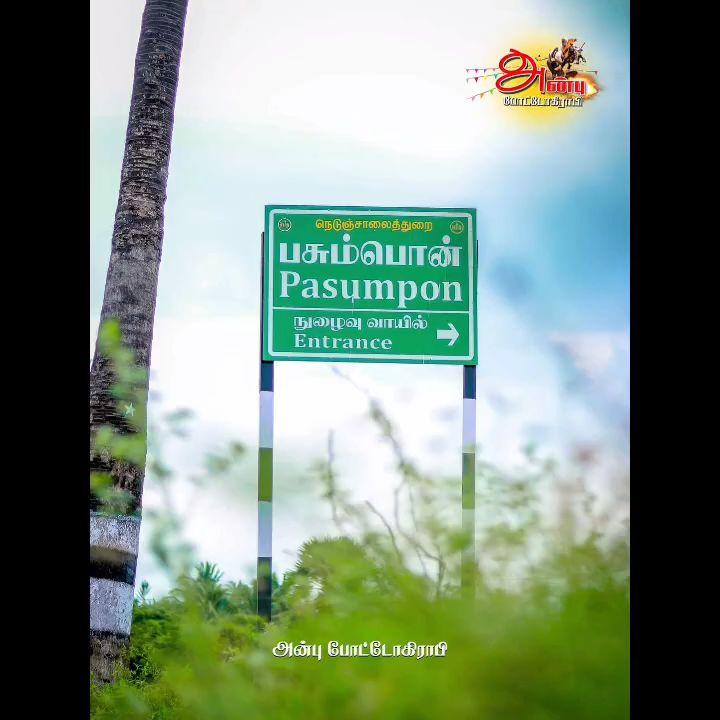 அன்பு
போட்டோகிராபி
நெடுஞ்சாலைத்துறை
பசும்பொன்
Pasumpon
நுழைவு வாயில்
Entrance
அன்பு போட்டோகிராபி